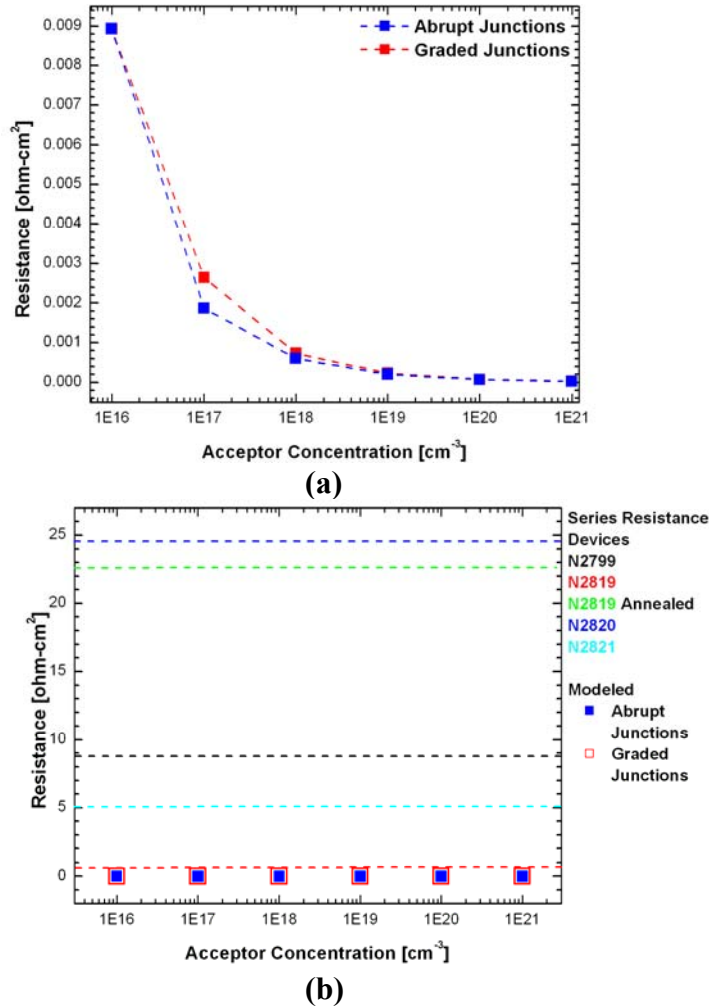 0.009
0.008
0.007
0.006
0.005
0.004
0.003
0.002
0.001
0.000
Resistance [ohm-cm²]
Abrupt Junctions
Graded Junctions
1E16 1E17 1E18 1E19 1E20 1E21
Acceptor Concentration [cm⁻³]
(a)
25
20
15
10
5
0
Resistance [ohm-cm²]
Series Resistance
Devices
N2799
N2819
N2819 Annealed
N2820
N2821
Modeled
Abrupt
Junctions
Graded
Junctions
1E16 1E17 1E18 1E19 1E20 1E21
Acceptor Concentration [cm⁻³]
(b)